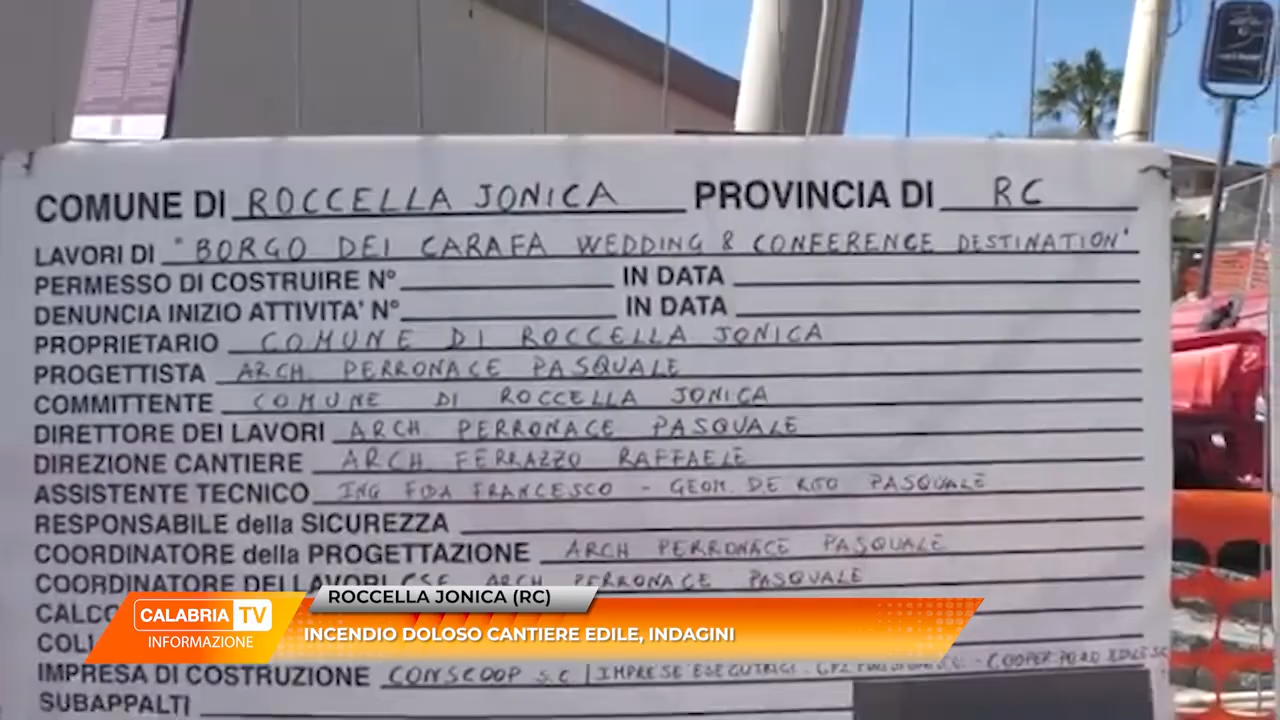 COMUNE DI ROCCELLA JONICA PROVINCIA DI RC
LAVORI DI "BORGO DEI CARAFA WEDDING & CONFERENCE DESTINATION"
PERMESSO DI COSTRUIRE N° IN DATA
DENUNCIA INIZIO ATTIVITA' N° IN DATA
PROPRIETARIO COMUNE DI ROCCELLA JONICA
PROGETTISTA ARCH. PERRONACE PASQUALE
COMMITTENTE COMUNE DI ROCCELLA JONICA
DIRETTORE DEI LAVORI ARCH. PERRONACE PASQUALE
DIREZIONE CANTIERE ARCH. FERRAZZO RAFFAELE
ASSISTENTE TECNICO ING FIDA FRANCESCO - GEOM. DE RITO PASQUALE
RESPONSABILE della SICUREZZA
COORDINATORE della PROGETTAZIONE ARCH PERRONACE PASQUALE
COORDINATORE DEI LAVORI CSE ARCH PERRONACE PASQUALE
CALCO
COLL
IMPRESA DI COSTRUZIONE CONSCOOP S.C | IMPRESE ESECUTRICI
SUBAPPALTI
ROCCELLA JONICA (RC)
CALABRIA TV
INFORMAZIONE
INCENDIO DOLOSO CANTIERE EDILE, INDAGINI